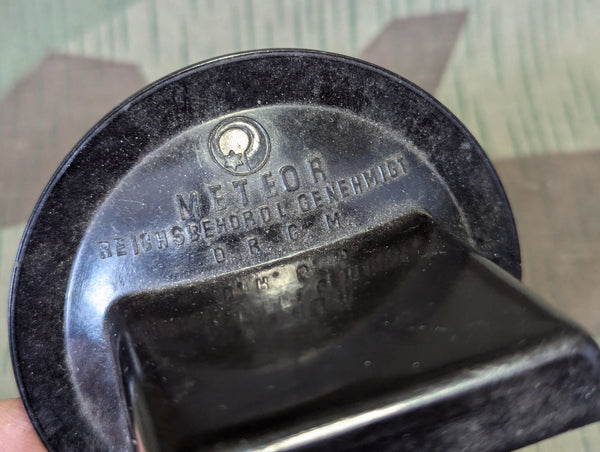 METEOR
REICHSBEHÖRDL. GENEHMIGT
D. R. G. M.